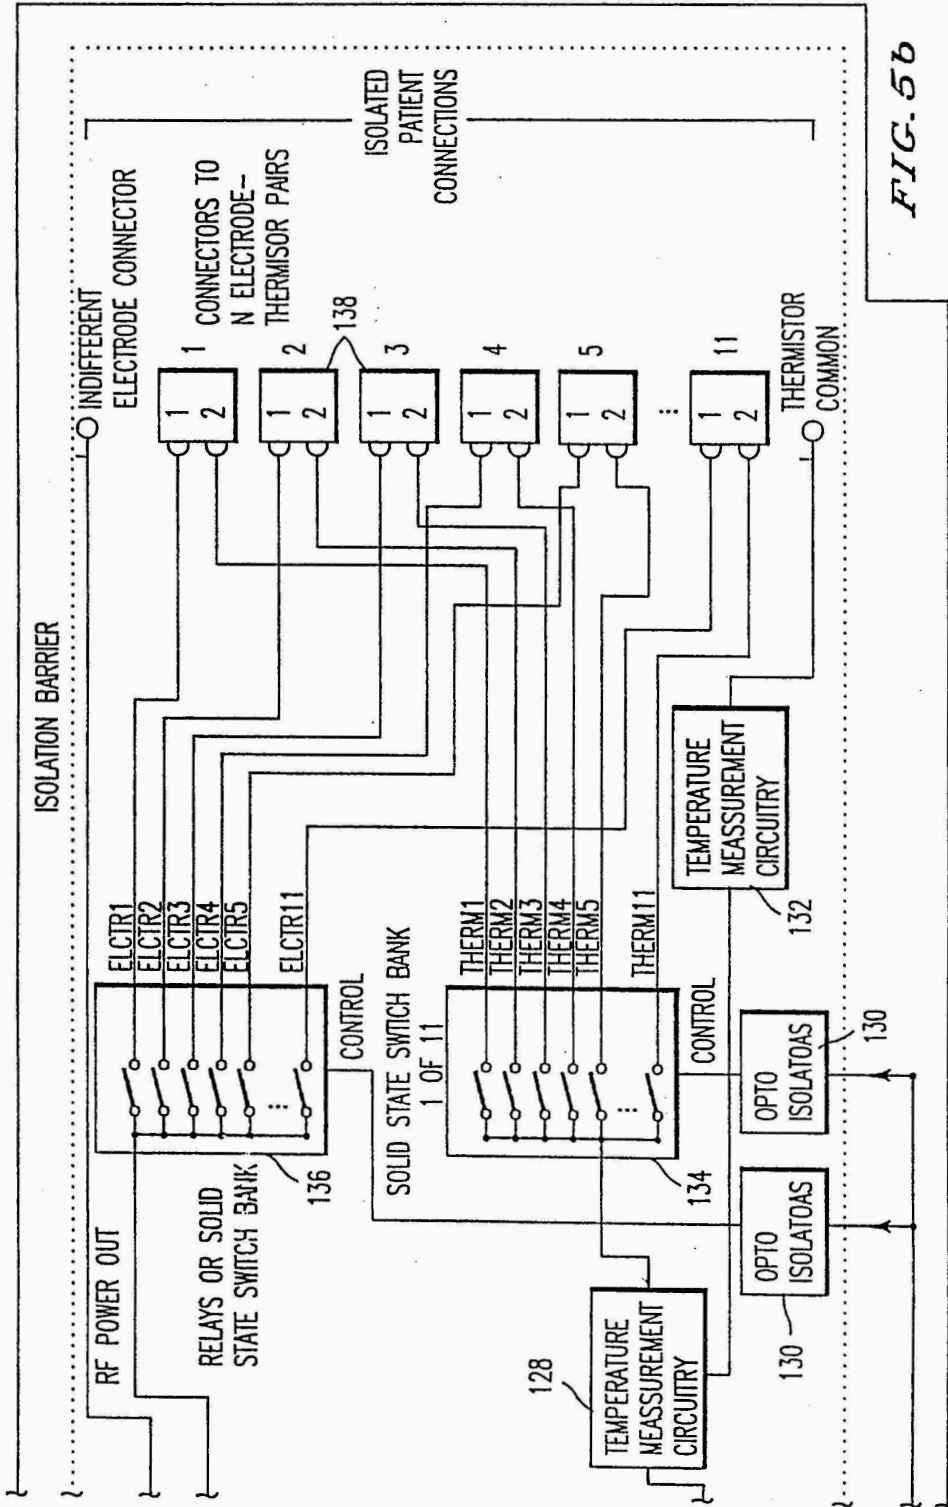 FIG. 5b
ISOLATION BARRIER
ISOLATED
PATIENT
CONNECTIONS
INDIFFERENT
ELECTRODE CONNECTOR
CONNECTORS TO
N ELECTRODE-
THERMISOR PAIRS
138
1
1
2
2
1
2
3
1
2
4
1
2
5
1
2
...
11
1
2
THERMISTOR
COMMON
RF POWER OUT
RELAYS OR SOLID
STATE SWITCH BANK
136
ELCTR1
ELCTR2
ELCTR3
ELCTR4
ELCTR5
ELCTR11
...
CONTROL
SOLID STATE SWTICH BANK
1 OF 11
134
THERM1
THERM2
THERM3
THERM4
THERM5
THERM11
...
CONTROL
TEMPERATURE
MEASSUREMENT
CIRCUITRY
132
128
TEMPERATURE
MEASSUREMENT
CIRCUITRY
OPTO
ISOLATOAS
130
OPTO
ISOLATOAS
130